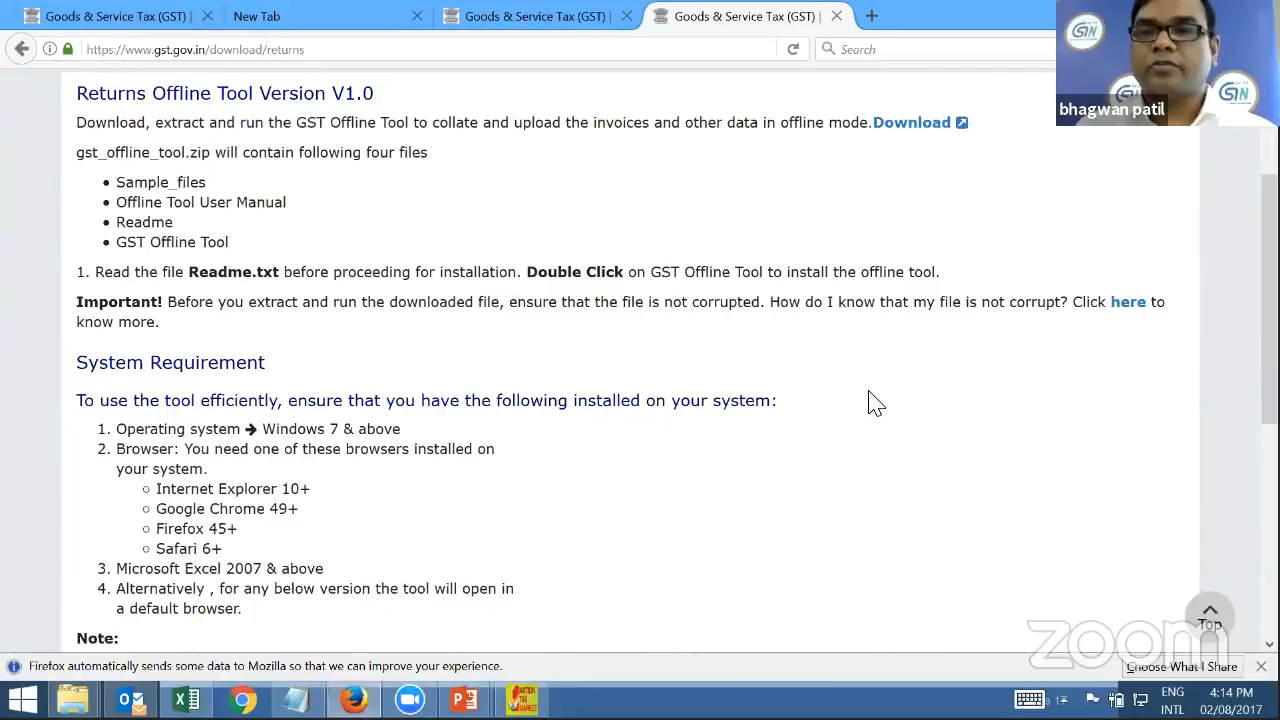 Goods & Service Tax (GST) |
New Tab
Goods & Service Tax (GST) |
Goods & Service Tax (GST) |
https://www.gst.gov.in/download/returns
Search
bhagwan patil
Returns Offline Tool Version V1.0
Download, extract and run the GST Offline Tool to collate and upload the invoices and other data in offline mode.Download
gst_offline_tool.zip will contain following four files
• Sample_files
• Offline Tool User Manual
• Readme
• GST Offline Tool
1. Read the file Readme.txt before proceeding for installation. Double Click on GST Offline Tool to install the offline tool.
Important! Before you extract and run the downloaded file, ensure that the file is not corrupted. How do I know that my file is not corrupt? Click here to
know more.
System Requirement
To use the tool efficiently, ensure that you have the following installed on your system:
1. Operating system → Windows 7 & above
2. Browser: You need one of these browsers installed on
your system.
○ Internet Explorer 10+
○ Google Chrome 49+
○ Firefox 45+
○ Safari 6+
3. Microsoft Excel 2007 & above
4. Alternatively , for any below version the tool will open in
a default browser.
Note:
Top
zoom
Firefox automatically sends some data to Mozilla so that we can improve your experience.
Choose What I Share
ENG
INTL
4:14 PM
02/08/2017